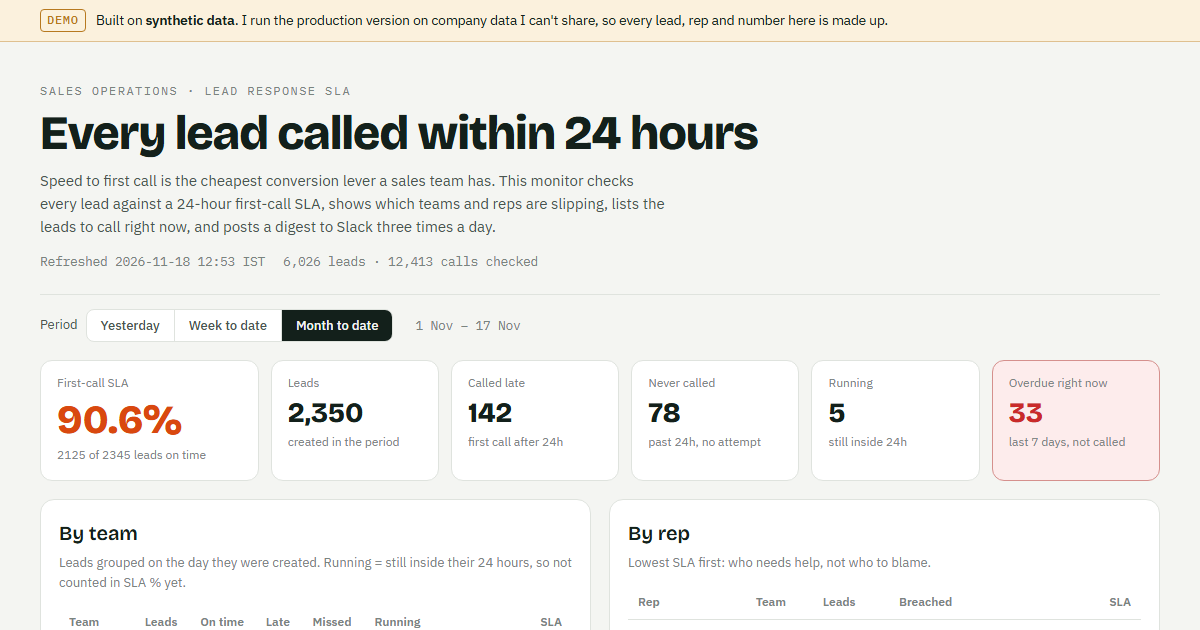 DEMO Built on synthetic data. I run the production version on company data I can't share, so every lead, rep and number here is made up.
SALES OPERATIONS · LEAD RESPONSE SLA
Every lead called within 24 hours
Speed to first call is the cheapest conversion lever a sales team has. This monitor checks
every lead against a 24-hour first-call SLA, shows which teams and reps are slipping, lists the
leads to call right now, and posts a digest to Slack three times a day.
Refreshed 2026-11-18 12:53 IST 6,026 leads · 12,413 calls checked
Period Yesterday Week to date Month to date 1 Nov – 17 Nov
First-call SLA
90.6%
2125 of 2345 leads on time
Leads
2,350
created in the period
Called late
142
first call after 24h
Never called
78
past 24h, no attempt
Running
5
still inside 24h
Overdue right now
33
last 7 days, not called
By team
Leads grouped on the day they were created. Running = still inside their 24 hours, so not
counted in SLA % yet.
Team Leads On time Late Missed Running SLA
By rep
Lowest SLA first: who needs help, not who to blame.
Rep Team Leads Breached SLA